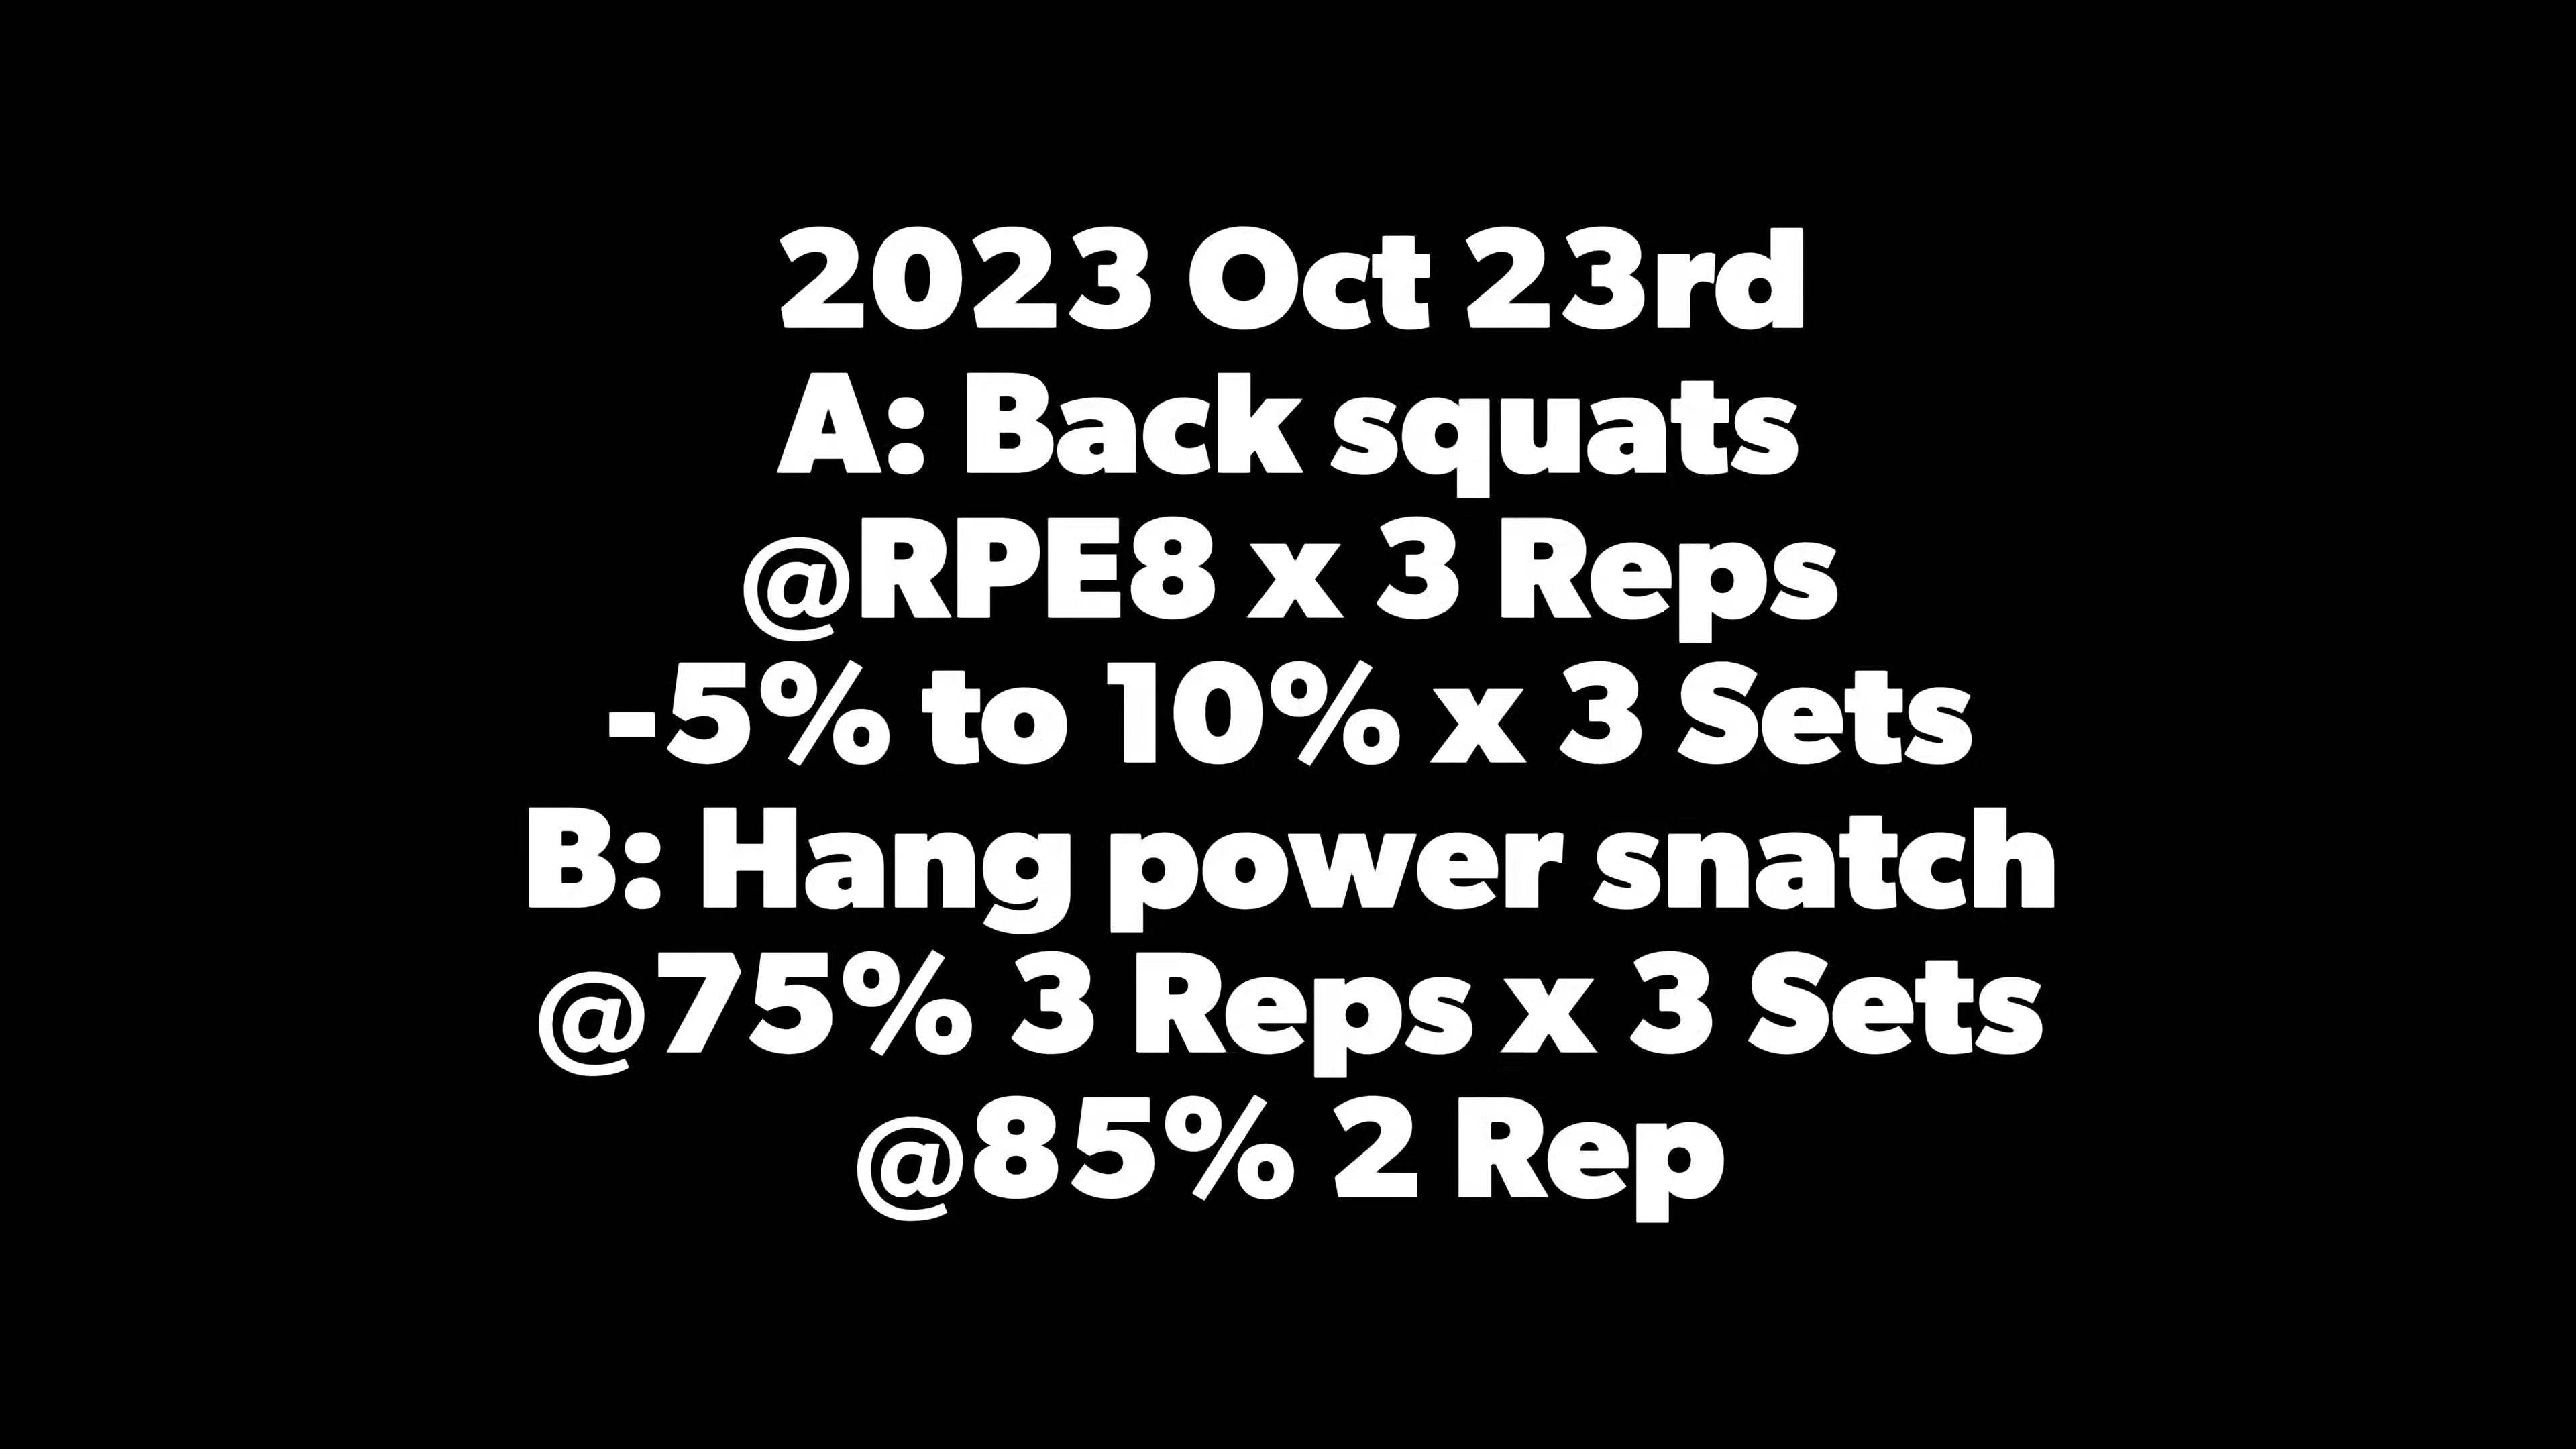 2023 Oct 23rd
A: Back squats
@RPE8 x 3 Reps
-5% to 10% x 3 Sets
B: Hang power snatch
@75% 3 Reps x 3 Sets
@85% 2 Rep